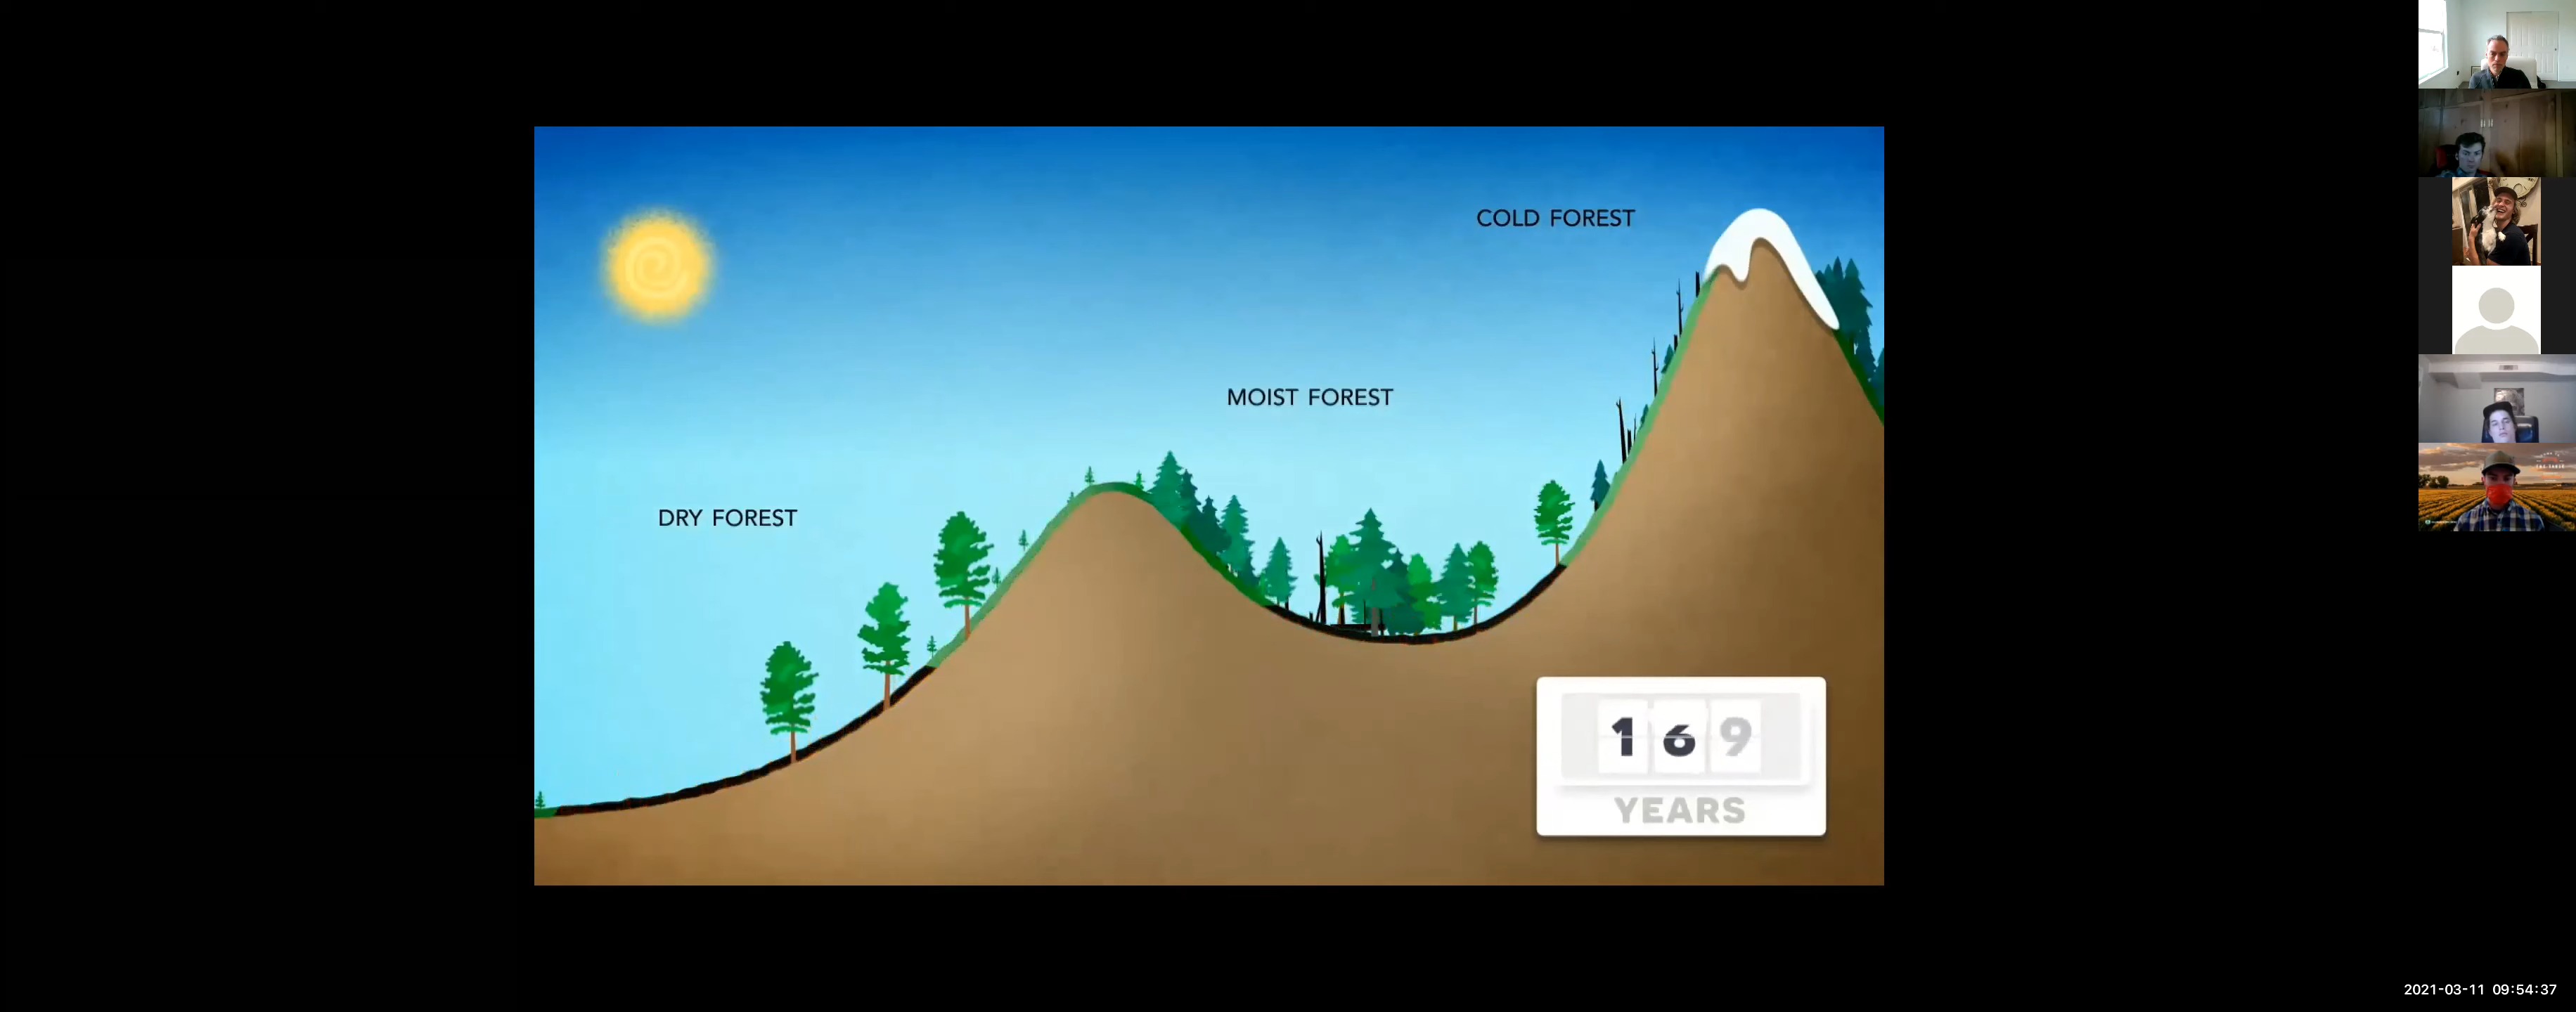 COLD FOREST
MOIST FOREST
DRY FOREST
169
YEARS
2021-03-11 09:54:37